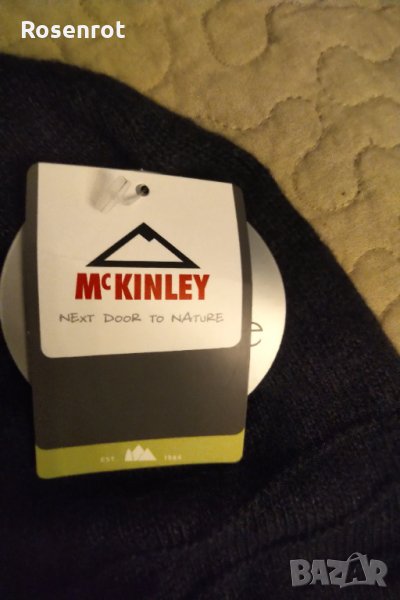 Rosenrot
McKINLEY
NEXT DOOR TO NATURE
e
EST. 1984
BAZAR